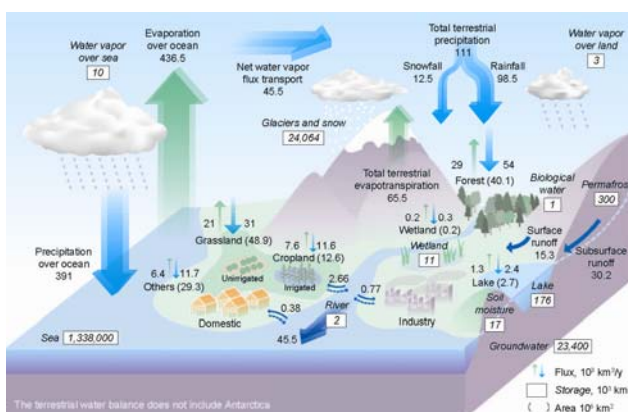 Water vapor
over sea
10
Evaporation
over ocean
436.5
Net water vapor
flux transport
45.5
Total terrestrial
precipitation
111
Snowfall
12.5
Rainfall
98.5
Water vapor
over land
3
Glaciers and snow
24,064
Total terrestrial
evapotranspiration
65.5
29
54
Forest (40.1)
Biological
water
1
Permafros
300
21
31
Grassland (48.9)
0.2
0.3
Wetland (0.2)
Wetland
11
Surface
runoff
15.3
Subsurface
runoff
30.2
Precipitation
over ocean
391
6.4
11.7
Others (29.3)
7.6
11.6
Cropland (12.6)
Unirrigated
Irrigated
2.66
0.77
1.3
2.4
Lake (2.7)
Lake
176
Soil
moisture
17
Domestic
0.38
River
2
Industry
45.5
Sea
1,338,000
Groundwater
23,400
Flux, 10³ km³/y
Storage, 10³ km
Area 10⁶ km²
The terrestrial water balance does not include Antarctica